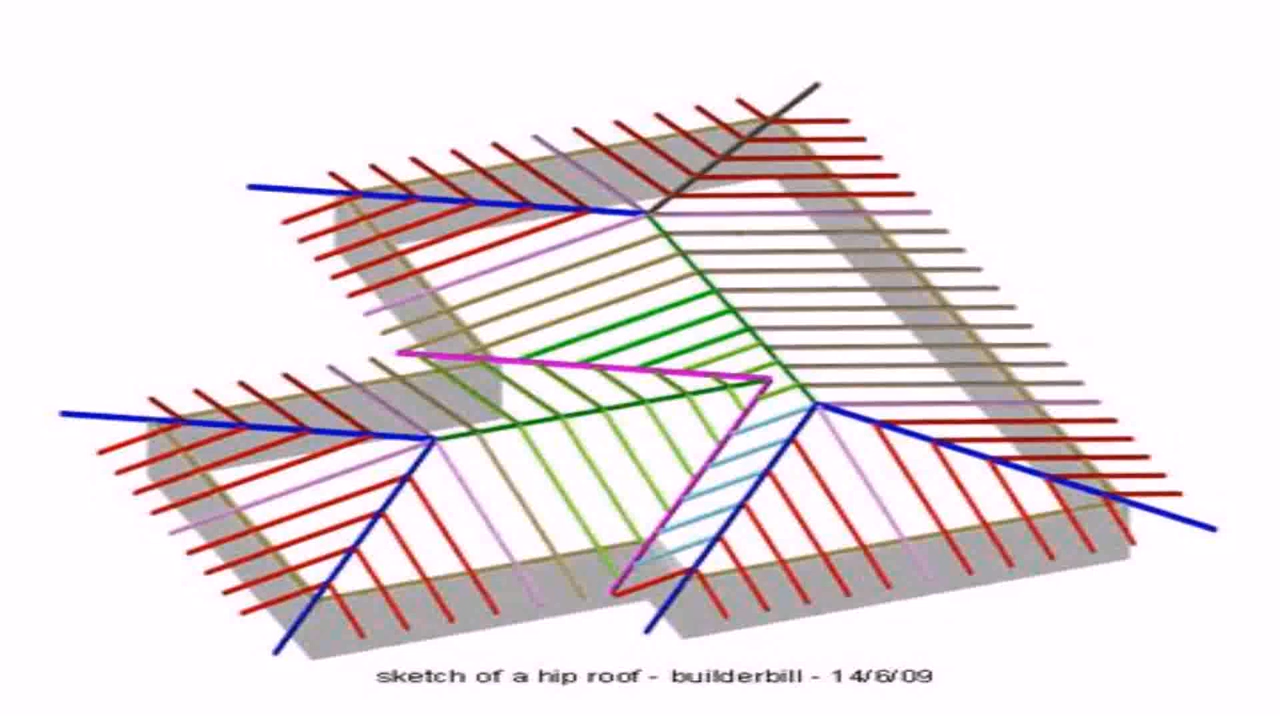 sketch of a hip roof - builderbill - 14/6/09